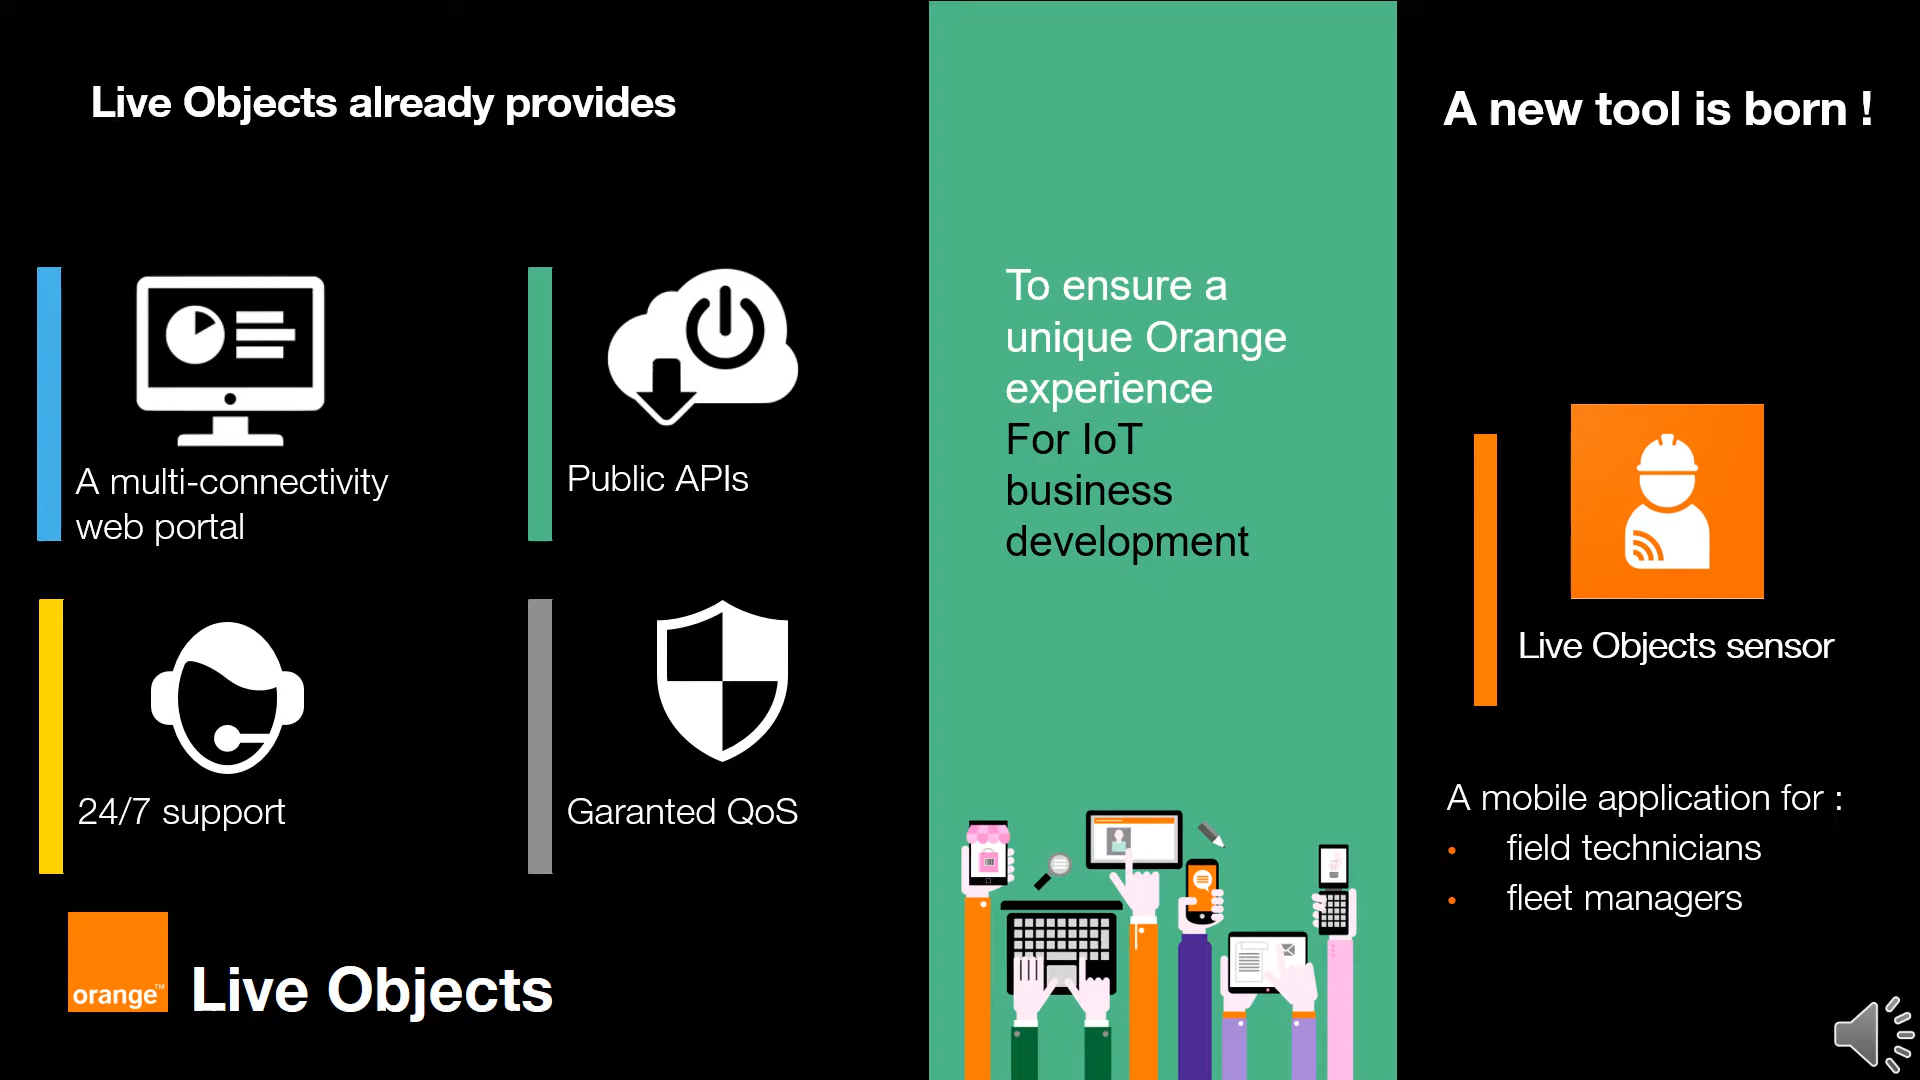 Live Objects already provides
A multi-connectivity
web portal
Public APIs
24/7 support
Garanted QoS
orange™
Live Objects
To ensure a
unique Orange
experience
For IoT
business
development
A new tool is born !
Live Objects sensor
A mobile application for :
• field technicians
• fleet managers